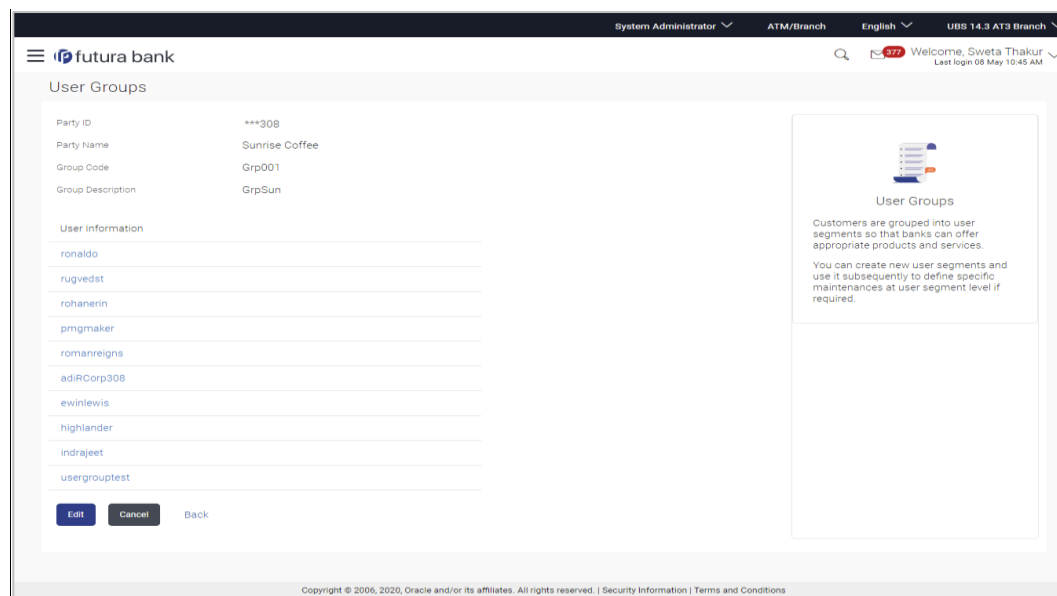 System Administrator ATM/Branch English UBS 14.3 AT3 Branch
futura bank 377 Welcome, Sweta Thakur
Last login 08 May 10:45 AM
User Groups
Party ID ***308
Party Name Sunrise Coffee
Group Code Grp001
Group Description GrpSun
User Information
ronaldo
rugvedst
rohanerin
pmgmaker
romanreigns
adiRCorp308
ewinlewis
highlander
indrajeet
usergrouptest
Edit Cancel Back
User Groups
Customers are grouped into user
segments so that banks can offer
appropriate products and services.
You can create new user segments and
use it subsequently to define specific
maintenances at user segment level if
required.
Copyright © 2006, 2020, Oracle and/or its affiliates. All rights reserved. | Security Information | Terms and Conditions